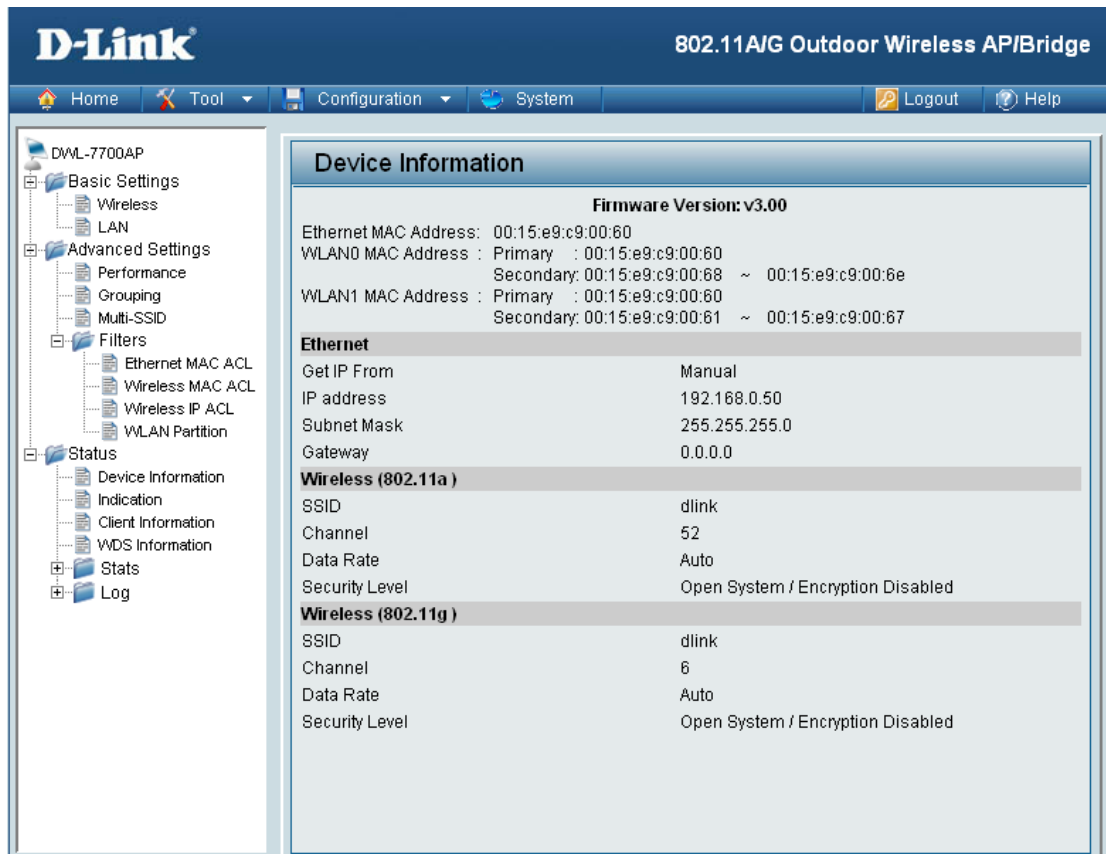 D-Link
802.11A/G Outdoor Wireless AP/Bridge
Home Tool Configuration System Logout Help
DWL-7700AP
Basic Settings
Wireless
LAN
Advanced Settings
Performance
Grouping
Multi-SSID
Filters
Ethernet MAC ACL
Wireless MAC ACL
Wireless IP ACL
WLAN Partition
Status
Device Information
Indication
Client Information
WDS Information
Stats
Log
Device Information
Firmware Version: v3.00
Ethernet MAC Address: 00:15:e9:c9:00:60
WLAN0 MAC Address : Primary : 00:15:e9:c9:00:60
Secondary: 00:15:e9:c9:00:68 ~ 00:15:e9:c9:00:6e
WLAN1 MAC Address : Primary : 00:15:e9:c9:00:60
Secondary: 00:15:e9:c9:00:61 ~ 00:15:e9:c9:00:67
Ethernet
Get IP From Manual
IP address 192.168.0.50
Subnet Mask 255.255.255.0
Gateway 0.0.0.0
Wireless (802.11a )
SSID dlink
Channel 52
Data Rate Auto
Security Level Open System / Encryption Disabled
Wireless (802.11g )
SSID dlink
Channel 6
Data Rate Auto
Security Level Open System / Encryption Disabled